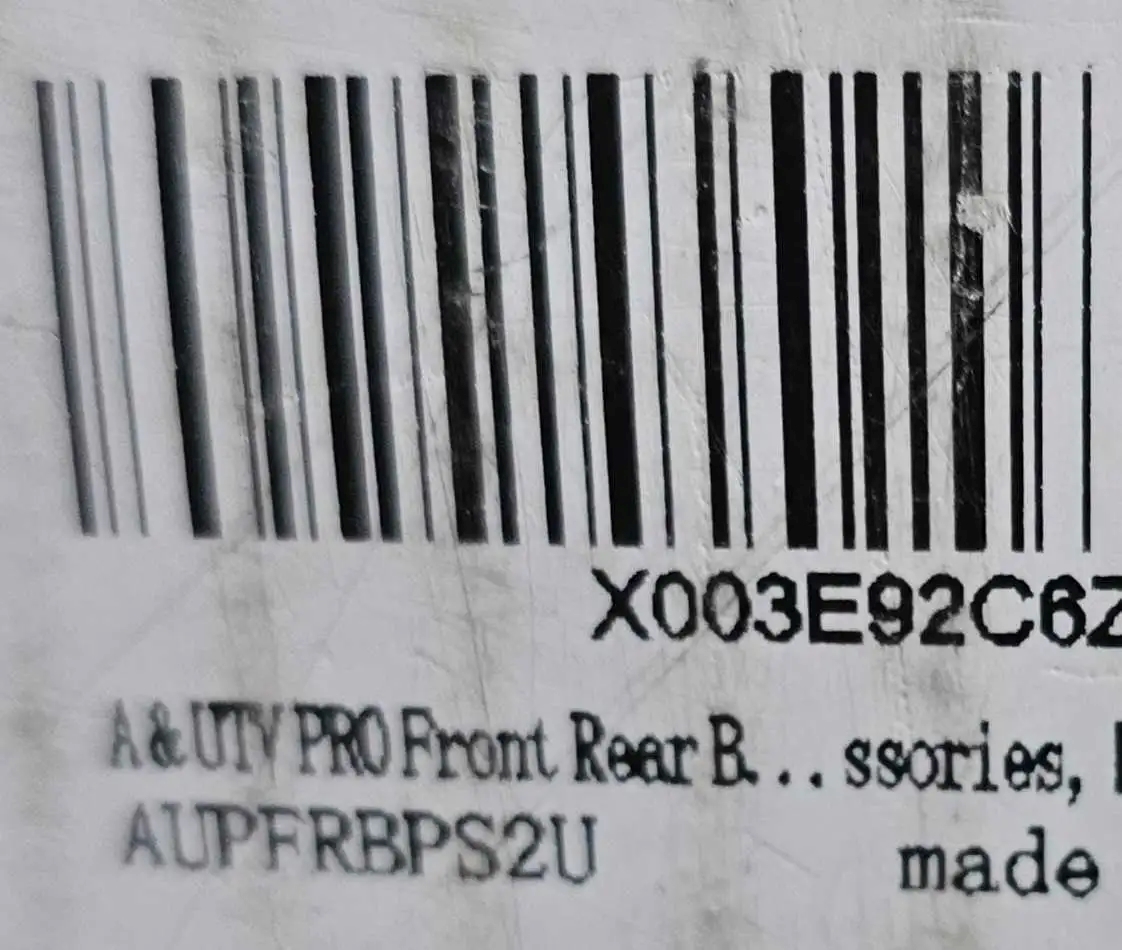 X003E92C6Z
A & UTV PRO Front Rear B...ssories,
AUPFRBPS2U
made